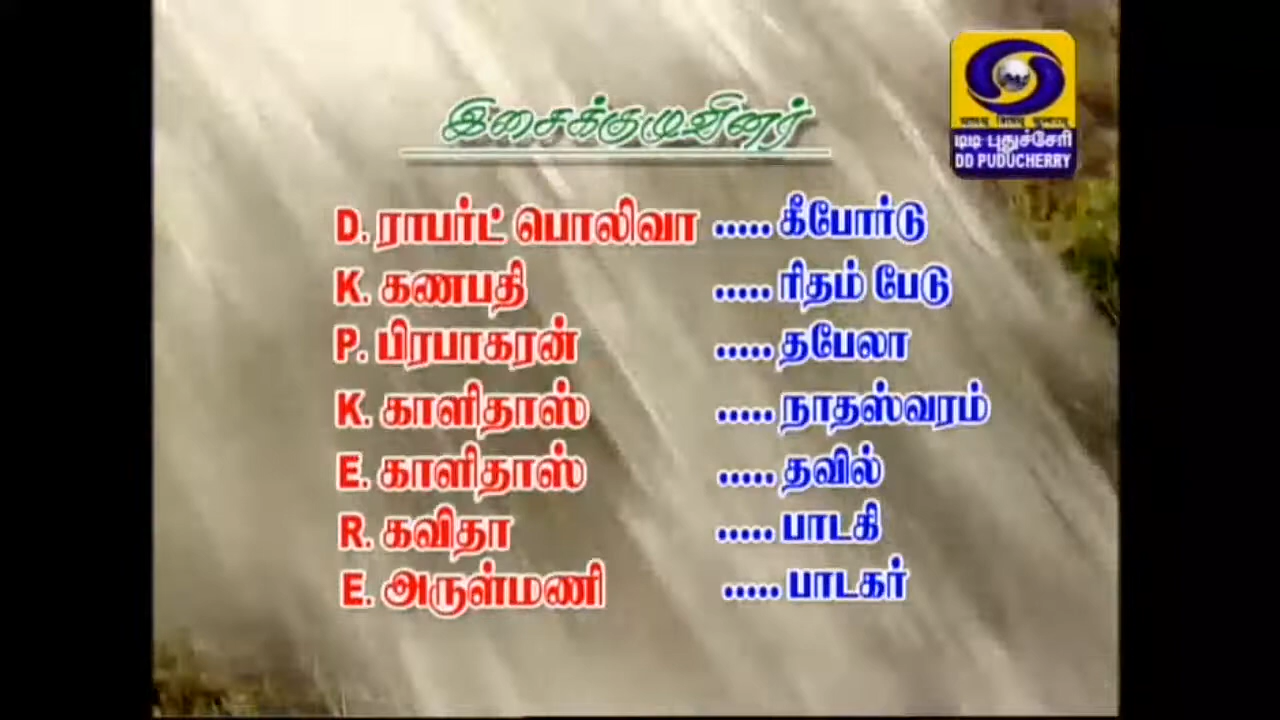 இசைக்குழுவினர்
டிடி புதுச்சேரி
DD PUDUCHERRY
D. ராபர்ட் பொலிவா ..... கீபோர்டு
K. கணபதி ..... ரிதம் பேடு
P. பிரபாகரன் ..... தபேலா
K. காளிதாஸ் ..... நாதஸ்வரம்
E. காளிதாஸ் ..... தவில்
R. கவிதா ..... பாடகி
E. அருள்மணி ..... பாடகர்